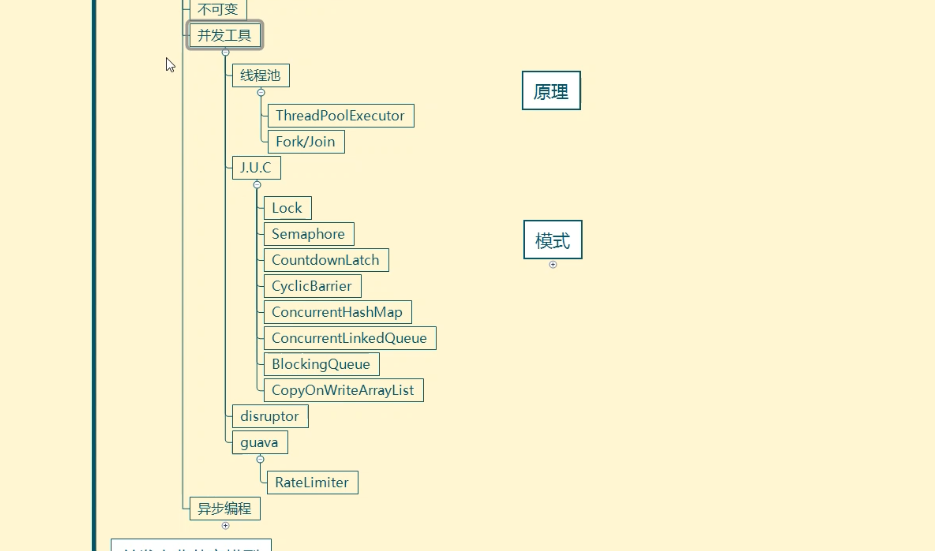 不可变
并发工具
线程池
ThreadPoolExecutor
Fork/Join
J.U.C
Lock
Semaphore
CountdownLatch
CyclicBarrier
ConcurrentHashMap
ConcurrentLinkedQueue
BlockingQueue
CopyOnWriteArrayList
disruptor
guava
RateLimiter
异步编程
原理
模式